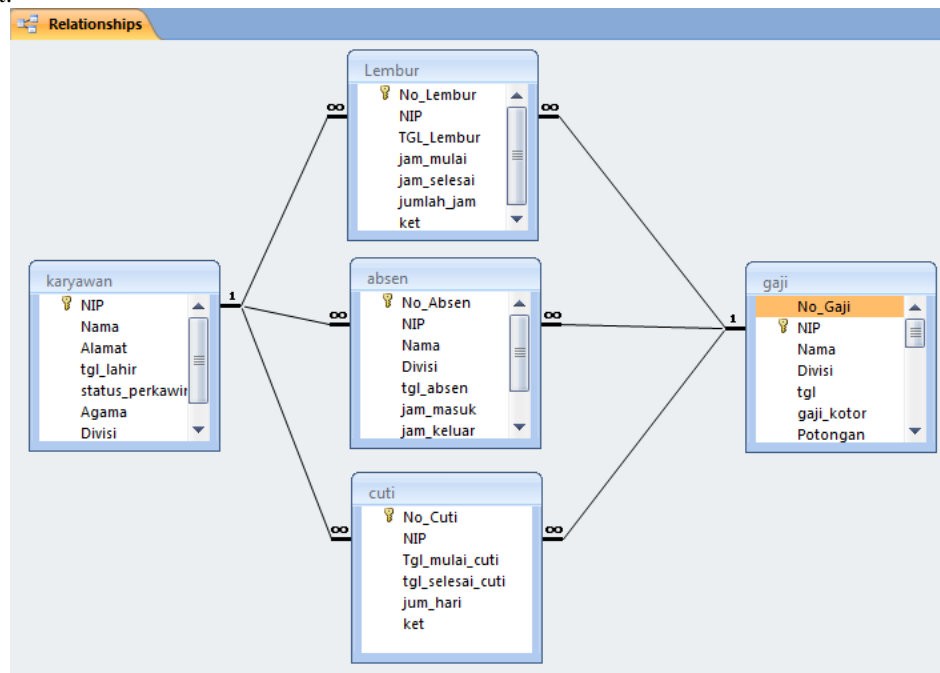 Relationships
Lembur
No_Lembur
NIP
TGL_Lembur
jam_mulai
jam_selesai
jumlah_jam
ket
karyawan
NIP
Nama
Alamat
tgl_lahir
status_perkawin
Agama
Divisi
absen
No_Absen
NIP
Nama
Divisi
tgl_absen
jam_masuk
jam_keluar
gaji
No_Gaji
NIP
Nama
Divisi
tgl
gaji_kotor
Potongan
cuti
No_Cuti
NIP
Tgl_mulai_cuti
tgl_selesai_cuti
jum_hari
ket
∞
∞
1
∞
∞
1
∞
∞